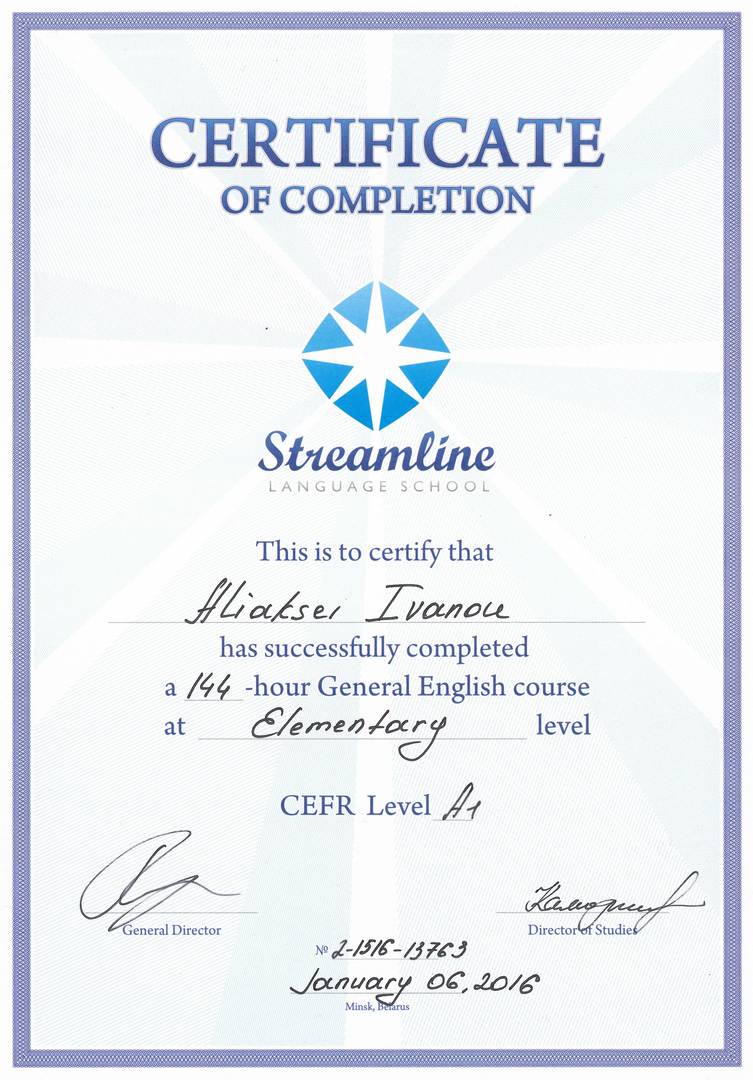 CERTIFICATE
OF COMPLETION
Streamline
LANGUAGE SCHOOL
This is to certify that
Aliaksei Ivanou
has successfully completed
a 144-hour General English course
at Elementary level
CEFR Level A1
General Director
Director of Studies
№ 2-1516-13763
January 06, 2016
Minsk, Belarus